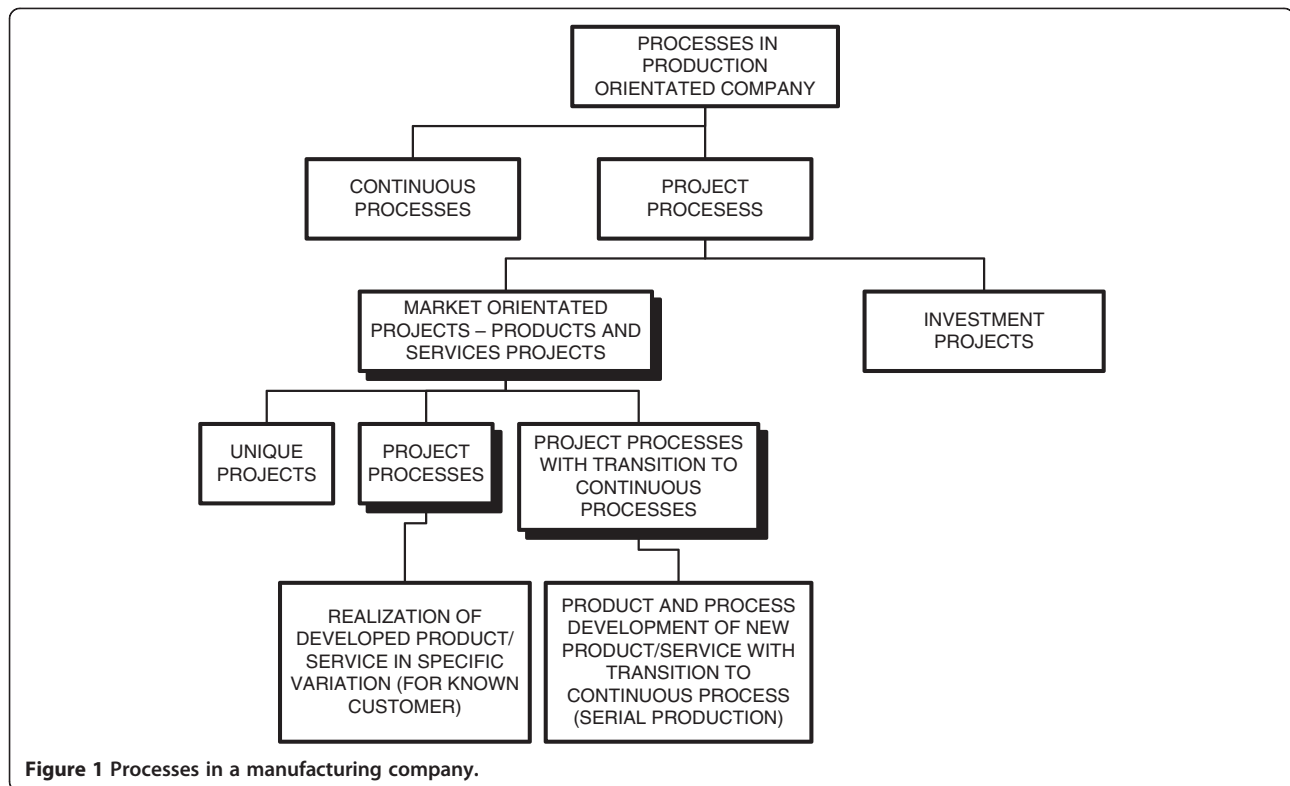 PROCESSES IN
PRODUCTION
ORIENTATED COMPANY
CONTINUOUS
PROCESSES
PROJECT
PROCESESS
MARKET ORIENTATED
PROJECTS – PRODUCTS AND
SERVICES PROJECTS
INVESTMENT
PROJECTS
UNIQUE
PROJECTS
PROJECT
PROCESSES
PROJECT PROCESSES
WITH TRANSITION TO
CONTINUOUS
PROCESSES
REALIZATION OF
DEVELOPED PRODUCT/
SERVICE IN SPECIFIC
VARIATION (FOR KNOWN
CUSTOMER)
PRODUCT AND PROCESS
DEVELOPMENT OF NEW
PRODUCT/SERVICE WITH
TRANSITION TO
CONTINUOUS PROCESS
(SERIAL PRODUCTION)
Figure 1 Processes in a manufacturing company.